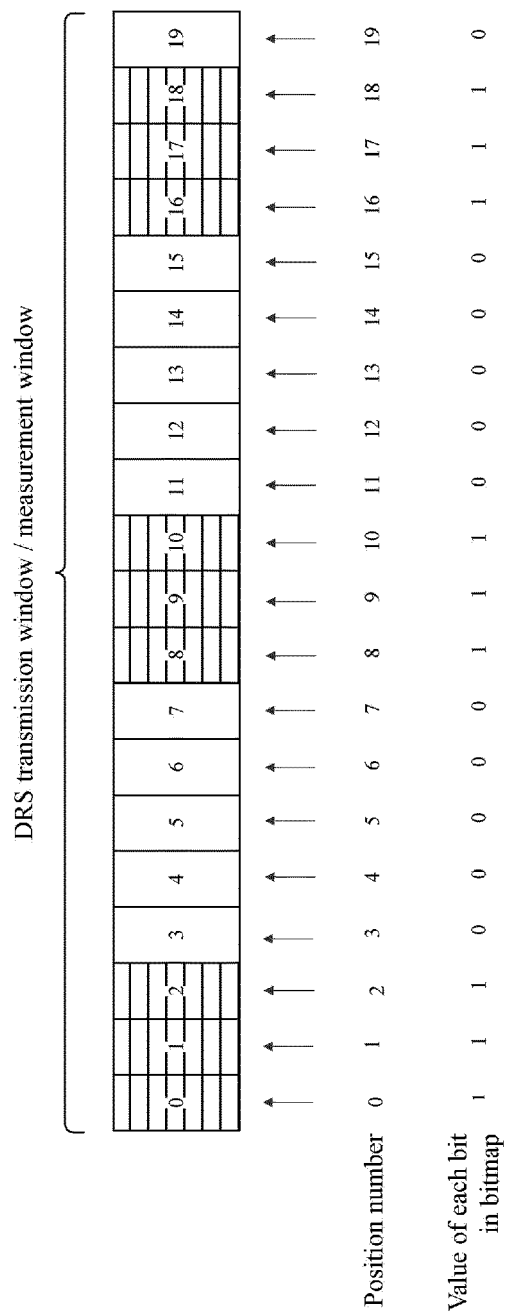 DRS transmission window / measurement window
0 1 2 3 4 5 6 7 8 9 10 11 12 13 14 15 16 17 18 19
Position number 0 1 2 3 4 5 6 7 8 9 10 11 12 13 14 15 16 17 18 19
Value of each bit
in bitmap 1 1 1 0 0 0 0 0 1 1 1 0 0 0 0 0 1 1 1 0